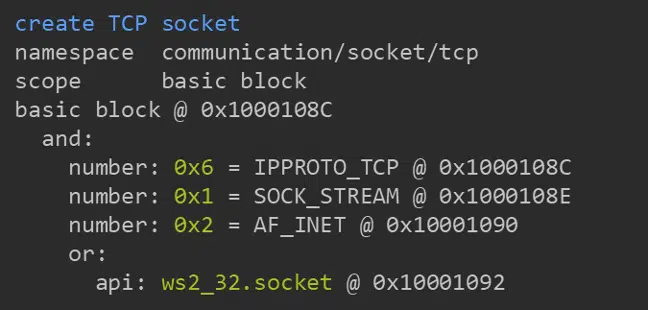 create TCP socket
namespace  communication/socket/tcp
scope      basic block
basic block @ 0x1000108C
  and:
    number: 0x6 = IPPROTO_TCP @ 0x1000108C
    number: 0x1 = SOCK_STREAM @ 0x1000108E
    number: 0x2 = AF_INET @ 0x10001090
    or:
      api: ws2_32.socket @ 0x10001092